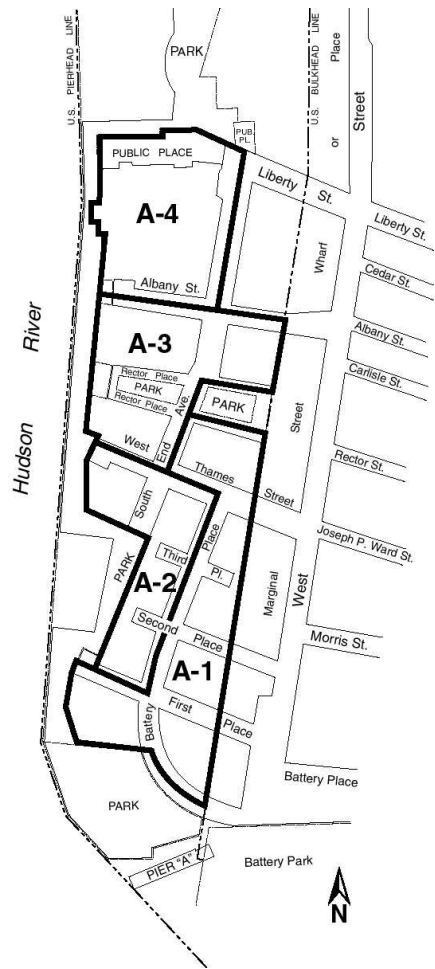 U.S. PIERHEAD LINE
PARK
U.S. BULKHEAD LINE
Place
or
Street
PUB.
PL.
PUBLIC PLACE
Liberty St.
A-4
Wharf
Liberty St.
Cedar St.
Albany St.
Albany St.
Hudson River
A-3
Carlisle St.
Rector Place
PARK
Rector Place
Ave.
PARK
Street
West
End
Thames
Street
Rector St.
South
Place
Joseph P. Ward St.
PARK
Third
Pl.
A-2
Marginal
West
Second
Place
Morris St.
A-1
First
Place
Battery
Battery Place
PARK
PIER "A"
Battery Park
N